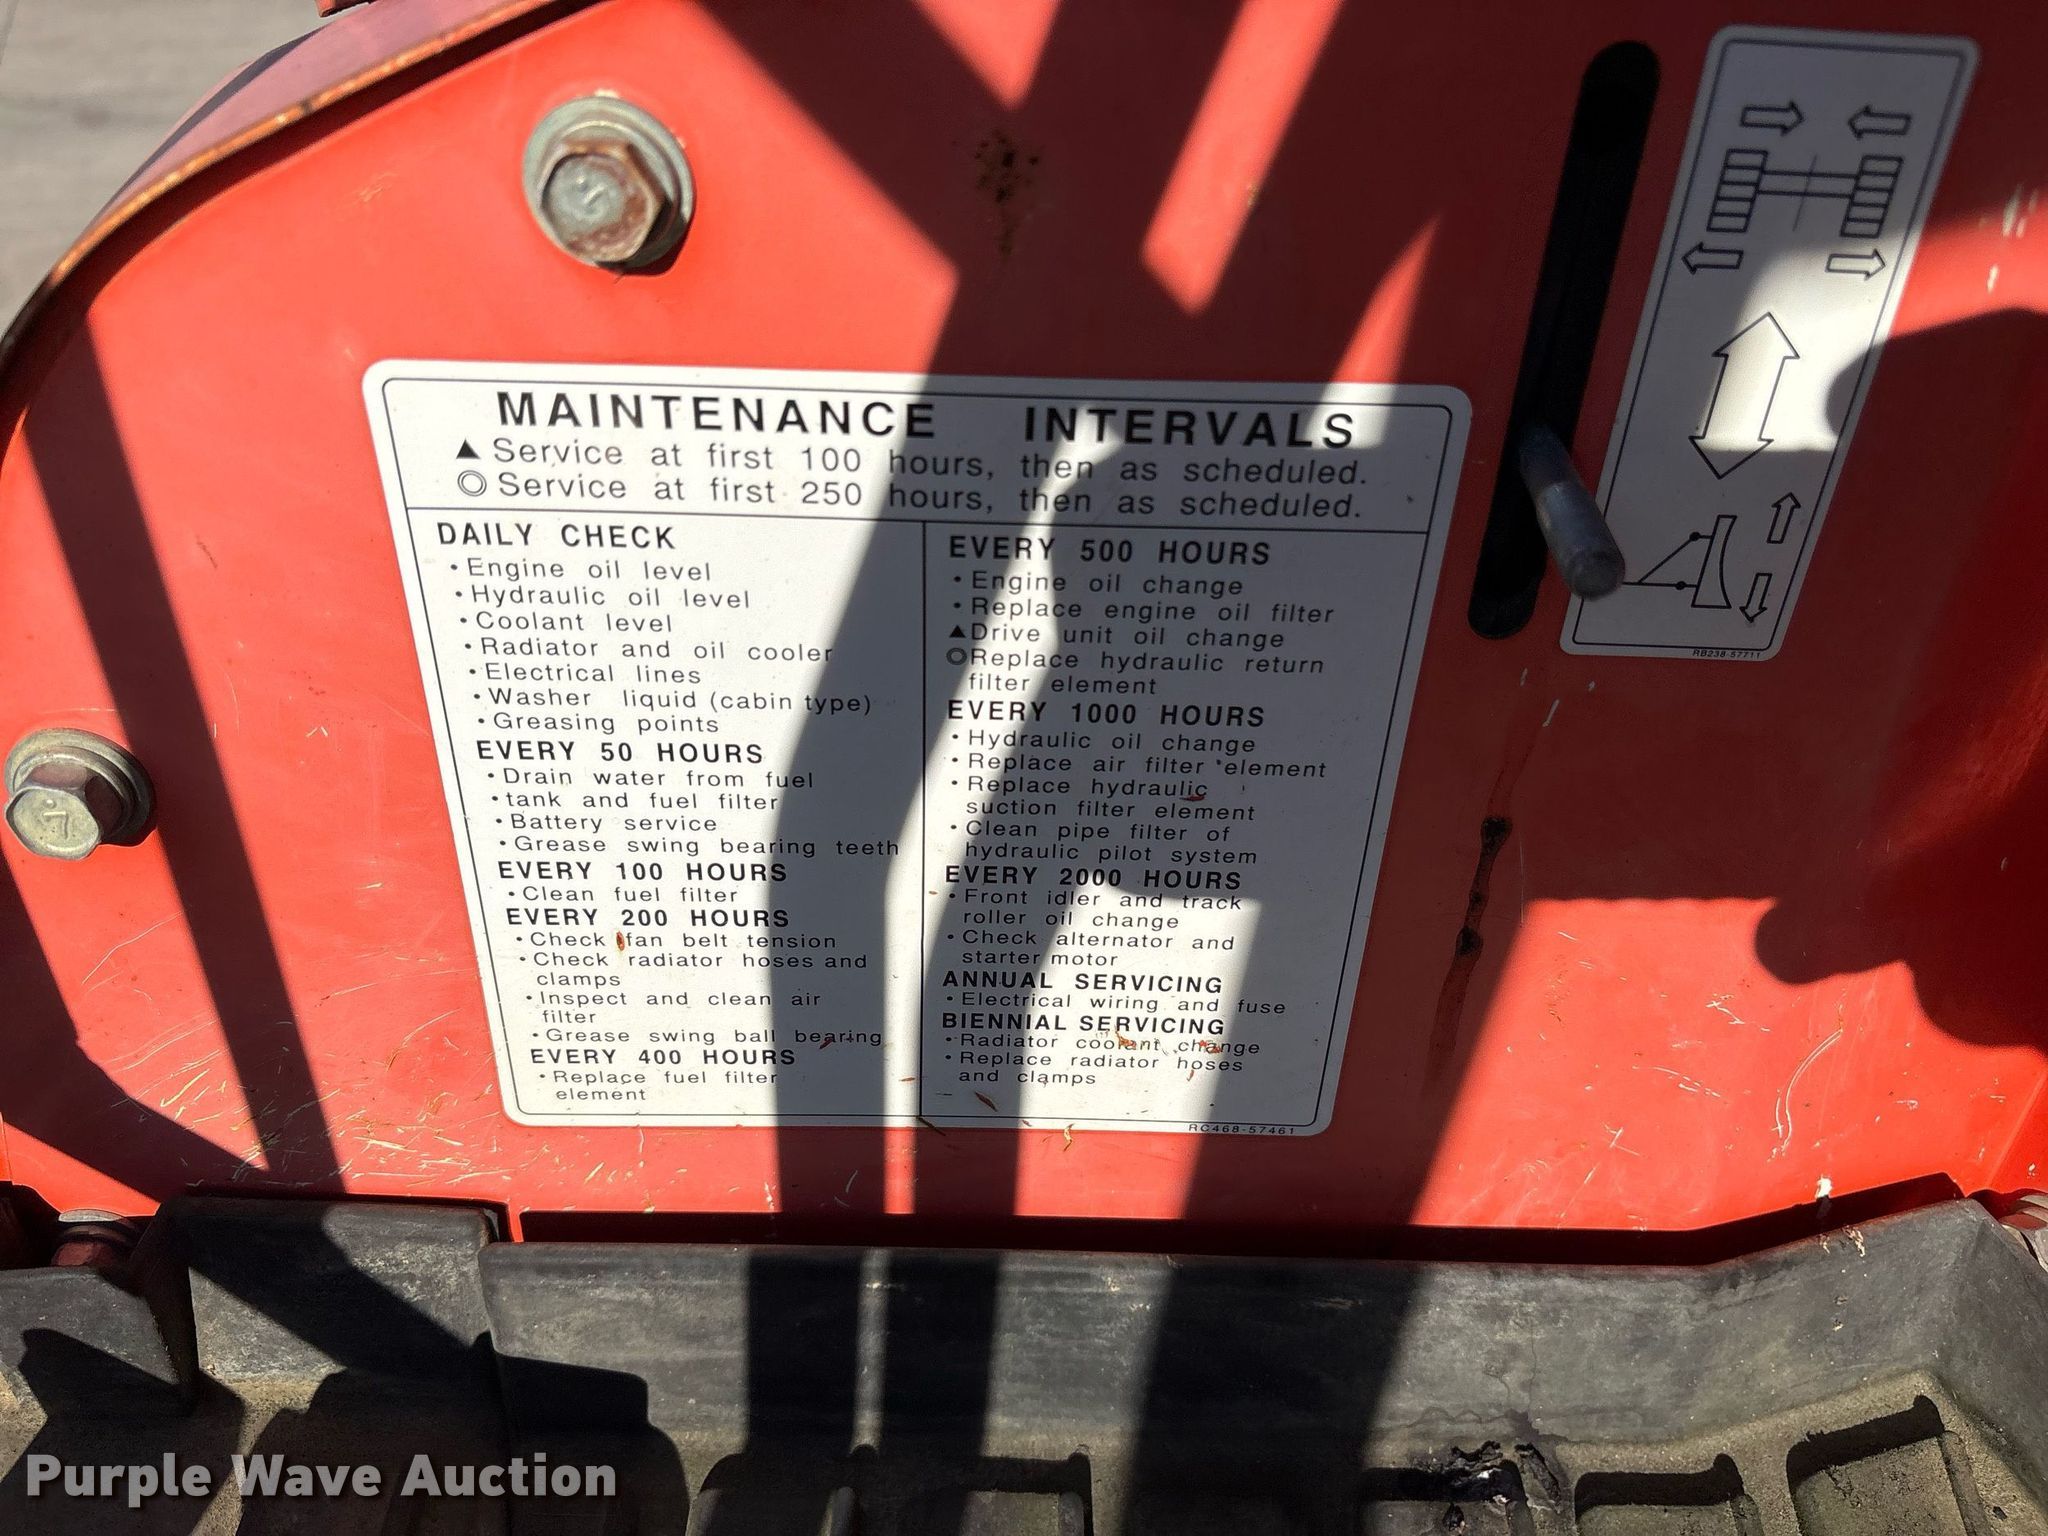 MAINTENANCE INTERVALS
▲ Service at first 100 hours, then as scheduled.
◎ Service at first 250 hours, then as scheduled.
DAILY CHECK
• Engine oil level
• Hydraulic oil level
• Coolant level
• Radiator and oil cooler
• Electrical lines
• Washer liquid (cabin type)
• Greasing points
EVERY 50 HOURS
• Drain water from fuel
• tank and fuel filter
• Battery service
• Grease swing bearing teeth
EVERY 100 HOURS
• Clean fuel filter
EVERY 200 HOURS
• Check fan belt tension
• Check radiator hoses and
clamps
• Inspect and clean air
filter
• Grease swing ball bearing
EVERY 400 HOURS
• Replace fuel filter
element
EVERY 500 HOURS
• Engine oil change
• Replace engine oil filter
▲Drive unit oil change
◎Replace hydraulic return
filter element
EVERY 1000 HOURS
• Hydraulic oil change
• Replace air filter element
• Replace hydraulic
suction filter element
• Clean pipe filter of
hydraulic pilot system
EVERY 2000 HOURS
• Front idler and track
roller oil change
• Check alternator and
starter motor
ANNUAL SERVICING
• Electrical wiring and fuse
BIENNIAL SERVICING
• Radiator coolant change
• Replace radiator hoses
and clamps
RC468-57461
RB238-57711
7
7
Purple Wave Auction